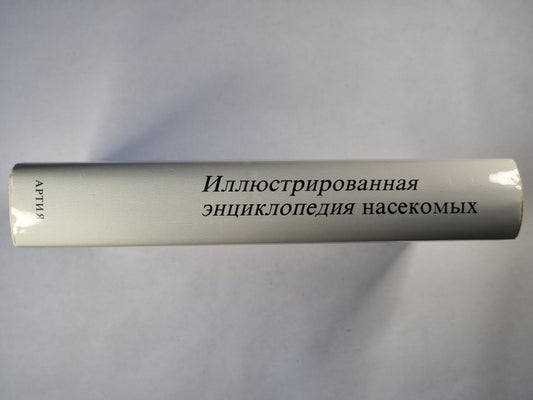 АРТИЯ
Иллюстрированная
энциклопедия насекомых